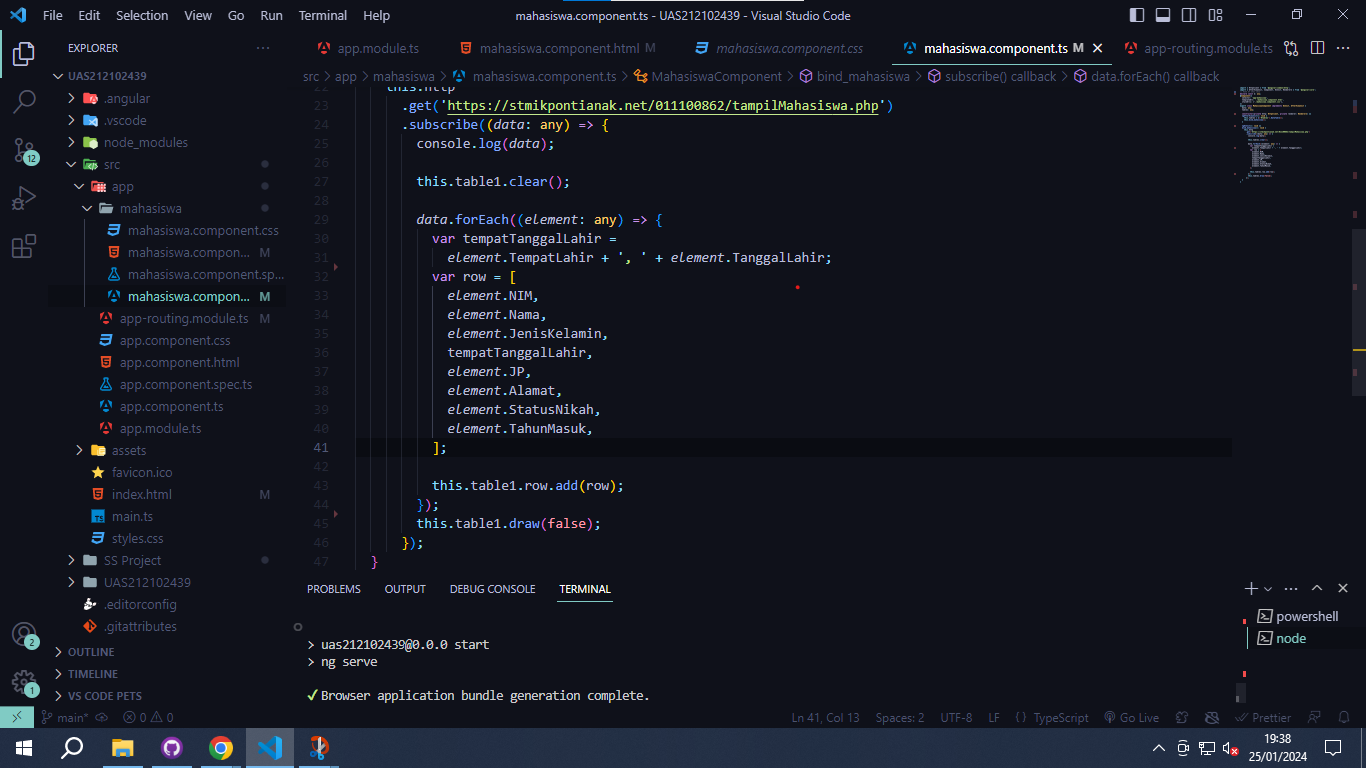 File Edit Selection View Go Run Terminal Help
mahasiswa.component.ts - UAS212102439 - Visual Studio Code
EXPLORER
app.module.ts
mahasiswa.component.html M
mahasiswa.component.css
mahasiswa.component.ts M
app-routing.module.ts
src > app > mahasiswa > mahasiswa.component.ts > MahasiswaComponent > bind_mahasiswa > subscribe() callback > data.forEach() callback
UAS212102439
.angular
.vscode
node_modules
src
app
mahasiswa
mahasiswa.component.css
mahasiswa.compon... M
mahasiswa.component.sp...
mahasiswa.compon... M
app-routing.module.ts M
app.component.css
app.component.html
app.component.spec.ts
app.component.ts
app.module.ts
assets
favicon.ico
index.html M
main.ts
styles.css
SS Project
UAS212102439
.editorconfig
.gitattributes
OUTLINE
TIMELINE
VS CODE PETS
12
2
1
22 this.http
23 .get('https://stmikpontianak.net/011100862/tampilMahasiswa.php')
24 .subscribe((data: any) => {
25 console.log(data);
26
27 this.table1.clear();
28
29 data.forEach((element: any) => {
30 var tempatTanggalLahir =
31 element.TempatLahir + ', ' + element.TanggalLahir;
32 var row = [
33 element.NIM,
34 element.Nama,
35 element.JenisKelamin,
36 tempatTanggalLahir,
37 element.JP,
38 element.Alamat,
39 element.StatusNikah,
40 element.TahunMasuk,
41 ];
42
43 this.table1.row.add(row);
44 });
45 this.table1.draw(false);
46 });
47 }
PROBLEMS OUTPUT DEBUG CONSOLE TERMINAL
> uas212102439@0.0.0 start
> ng serve
✓ Browser application bundle generation complete.
powershell
node
main* 0 0
Ln 41, Col 13 Spaces: 2 UTF-8 LF { } TypeScript Go Live Prettier
19:38
25/01/2024